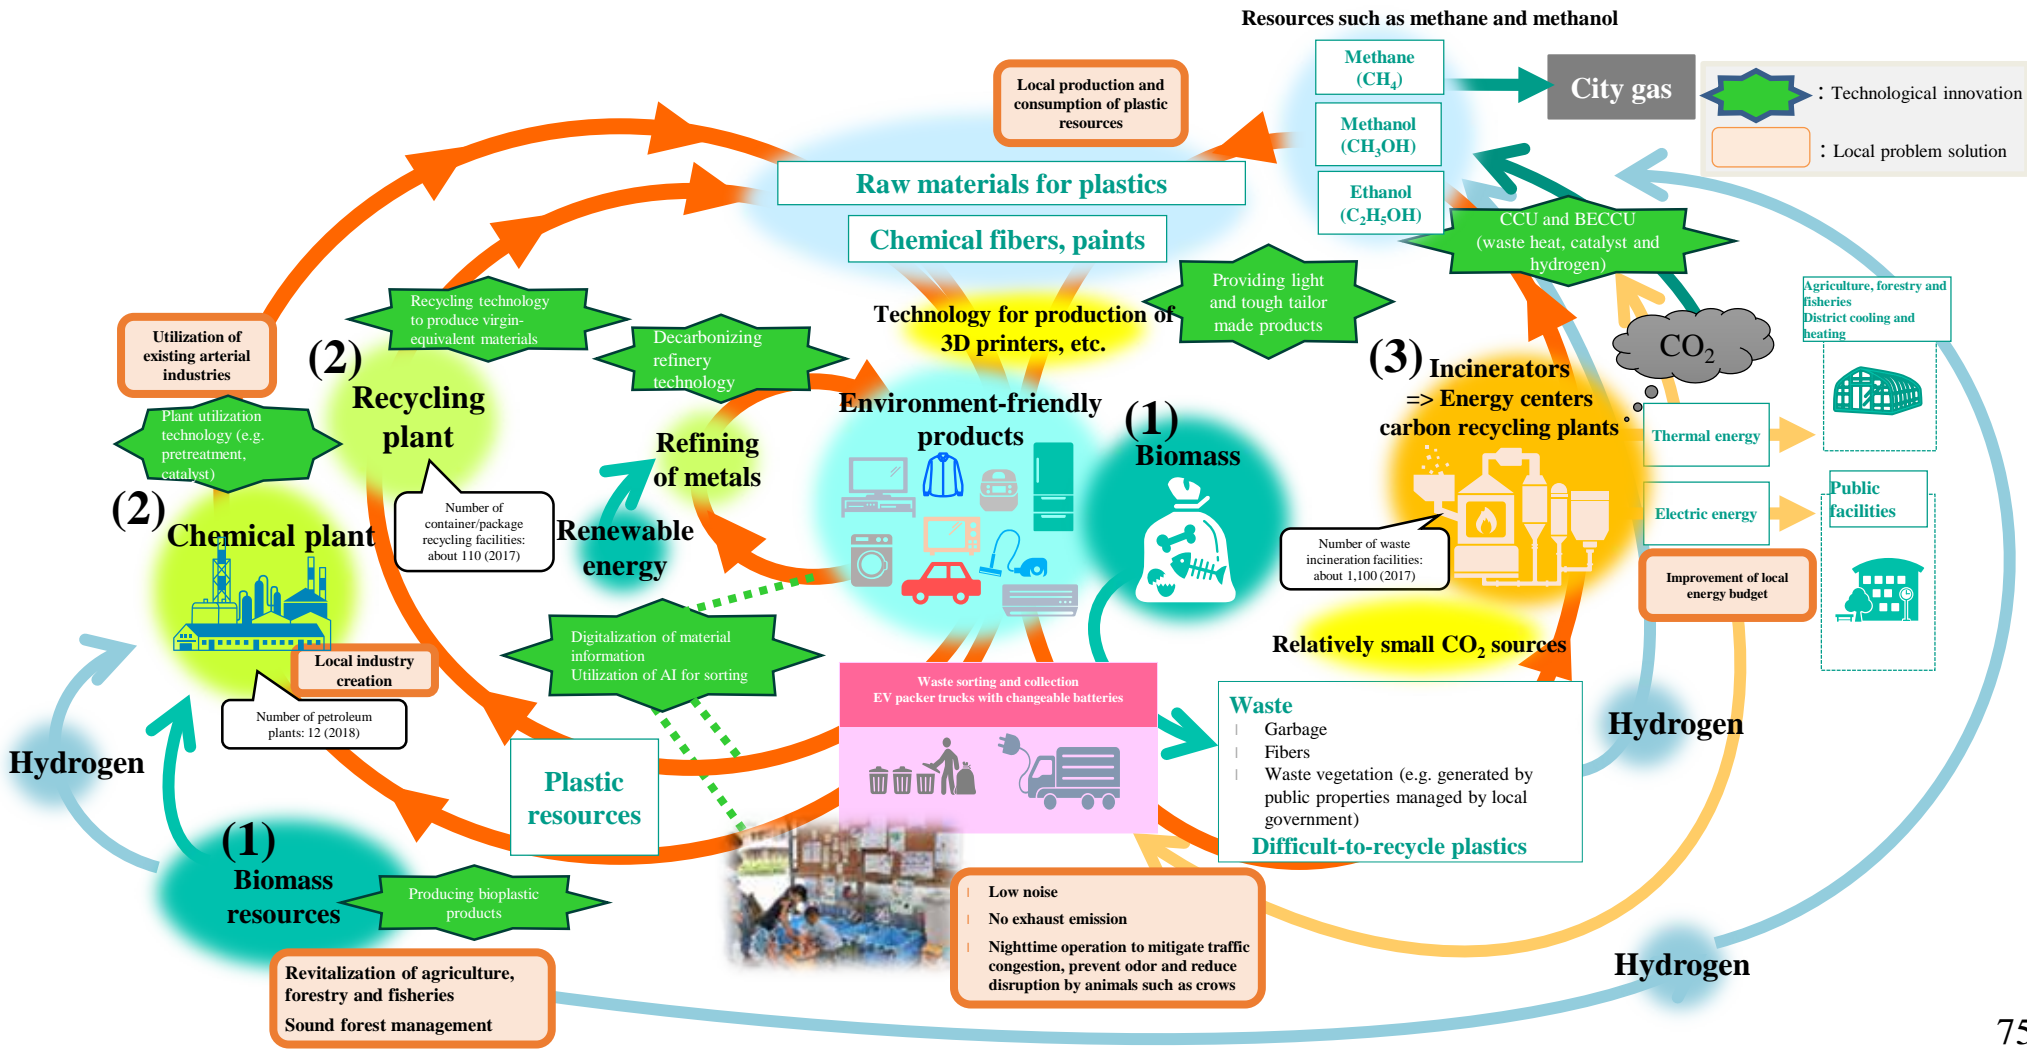 Resources such as methane and methanol
Methane
(CH₄)
City gas
: Technological innovation
: Local problem solution
Methanol
(CH₃OH)
Ethanol
(C₂H₅OH)
Local production and
consumption of plastic
resources
Raw materials for plastics
Chemical fibers, paints
CCU and BECCU
(waste heat, catalyst and
hydrogen)
Providing light
and tough tailor
made products
Technology for production of
3D printers, etc.
Recycling technology
to produce virgin-
equivalent materials
Decarbonizing
refinery
technology
Utilization of
existing arterial
industries
Plant utilization
technology (e.g.
pretreatment,
catalyst)
(2)
Recycling
plant
Number of
container/package
recycling facilities:
about 110 (2017)
(2)
Chemical plant
Local industry
creation
Number of petroleum
plants: 12 (2018)
Refining
of metals
Renewable
energy
Environment-friendly
products
(1)
Biomass
(3)
Incinerators
=> Energy centers
carbon recycling plants
Number of waste
incineration facilities:
about 1,100 (2017)
Relatively small CO₂ sources
CO₂
Agriculture, forestry and
fisheries
District cooling and
heating
Thermal energy
Electric energy
Public
facilities
Improvement of local
energy budget
Digitalization of material
information
Utilization of AI for sorting
Waste sorting and collection
EV packer trucks with changeable batteries
Plastic
resources
Waste
Garbage
Fibers
Waste vegetation (e.g. generated by
public properties managed by local
government)
Difficult-to-recycle plastics
Hydrogen
Hydrogen
Hydrogen
(1)
Biomass
resources
Producing bioplastic
products
Revitalization of agriculture,
forestry and fisheries
Sound forest management
Low noise
No exhaust emission
Nighttime operation to mitigate traffic
congestion, prevent odor and reduce
disruption by animals such as crows
75